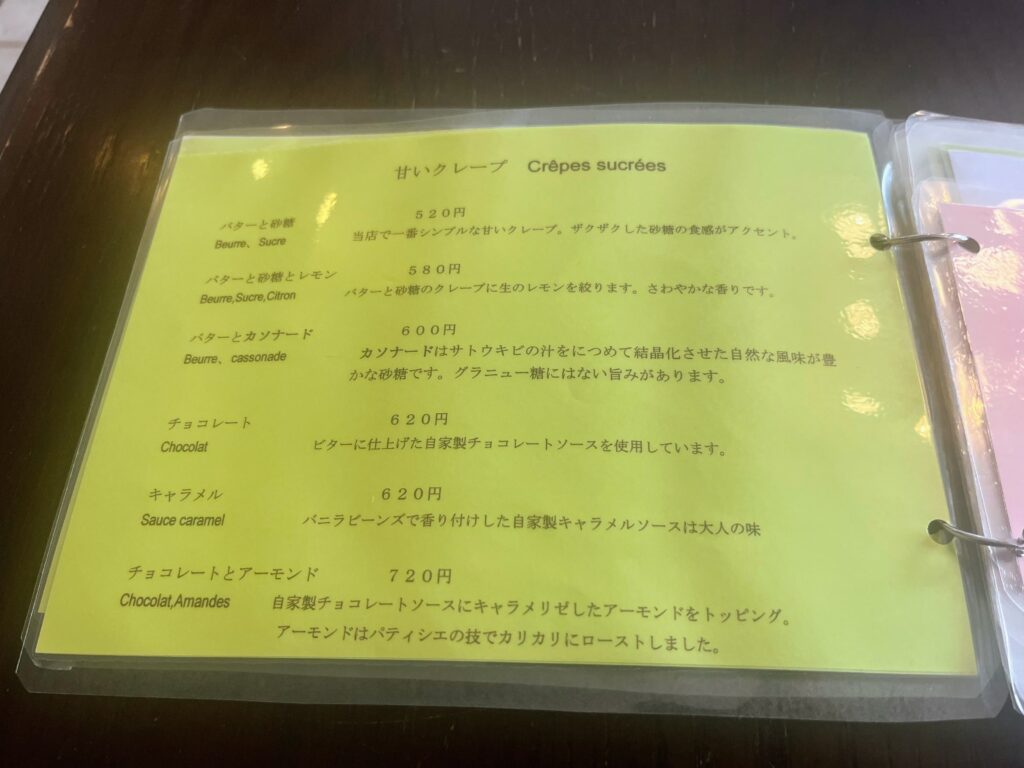 甘いクレープ Crêpes sucrées
バターと砂糖 ５２０円
Beurre、Sucre 当店で一番シンプルな甘いクレープ。ザクザクした砂糖の食感がアクセント。
バターと砂糖とレモン ５８０円
Beurre,Sucre,Citron バターと砂糖のクレープに生のレモンを絞ります。さわやかな香りです。
バターとカソナード ６００円
Beurre、cassonade カソナードはサトウキビの汁をにつめて結晶化させた自然な風味が豊
かな砂糖です。グラニュー糖にはない旨みがあります。
チョコレート ６２０円
Chocolat ビターに仕上げた自家製チョコレートソースを使用しています。
キャラメル ６２０円
Sauce caramel バニラビーンズで香り付けした自家製キャラメルソースは大人の味
チョコレートとアーモンド ７２０円
Chocolat,Amandes 自家製チョコレートソースにキャラメリゼしたアーモンドをトッピング。
アーモンドはパティシエの技でカリカリにローストしました。